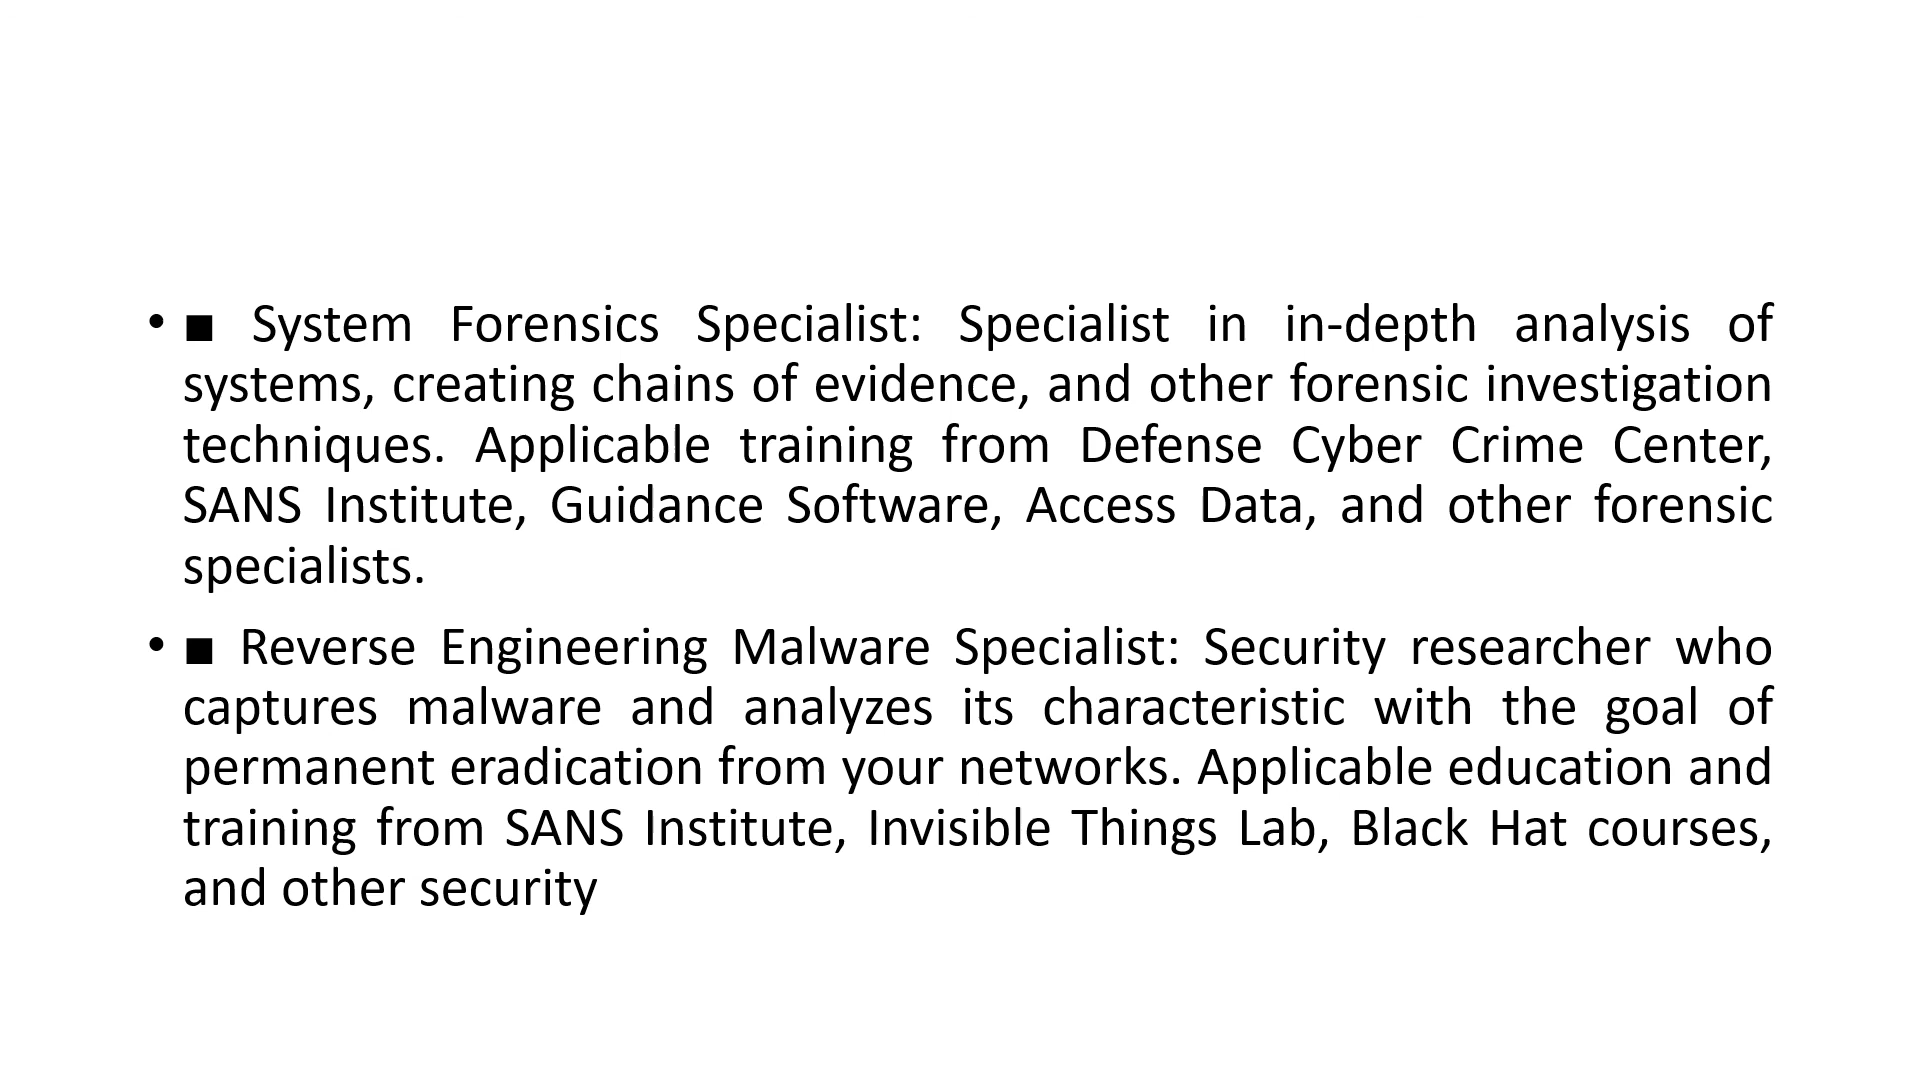 • ■ System Forensics Specialist: Specialist in in-depth analysis of
systems, creating chains of evidence, and other forensic investigation
techniques. Applicable training from Defense Cyber Crime Center,
SANS Institute, Guidance Software, Access Data, and other forensic
specialists.
• ■ Reverse Engineering Malware Specialist: Security researcher who
captures malware and analyzes its characteristic with the goal of
permanent eradication from your networks. Applicable education and
training from SANS Institute, Invisible Things Lab, Black Hat courses,
and other security